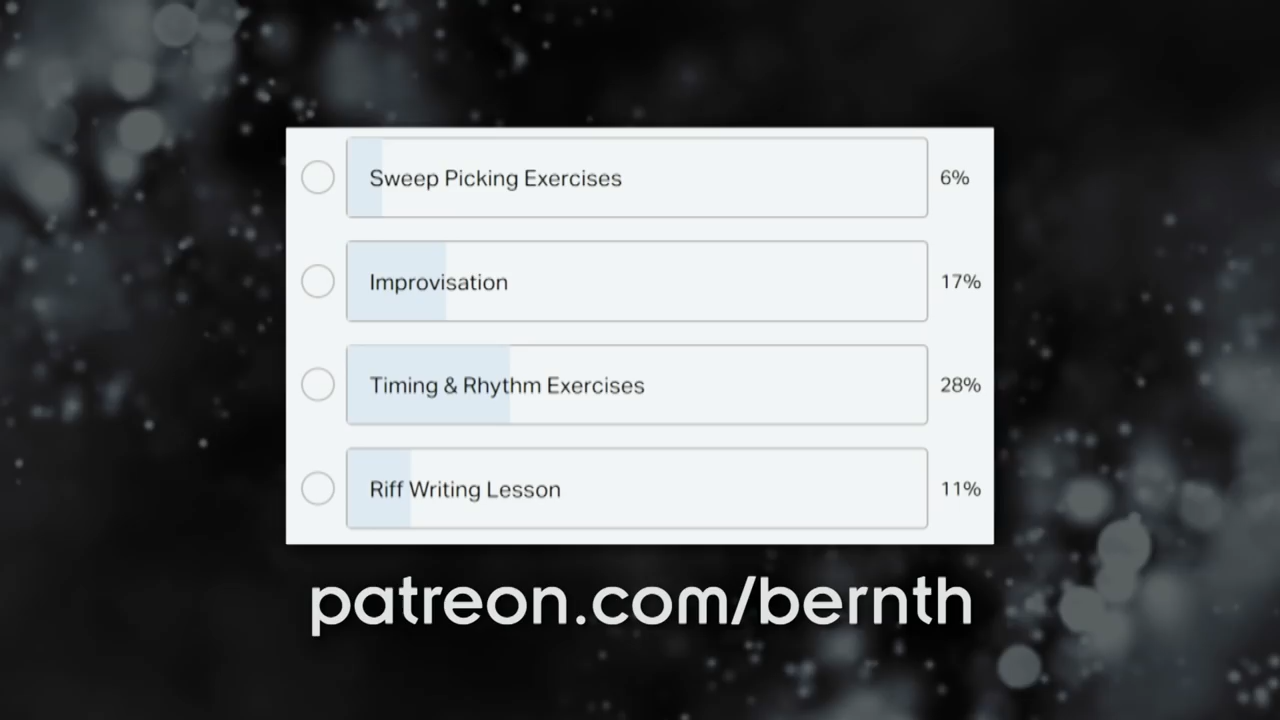 Sweep Picking Exercises 6%
Improvisation 17%
Timing & Rhythm Exercises 28%
Riff Writing Lesson 11%
patreon.com/bernth